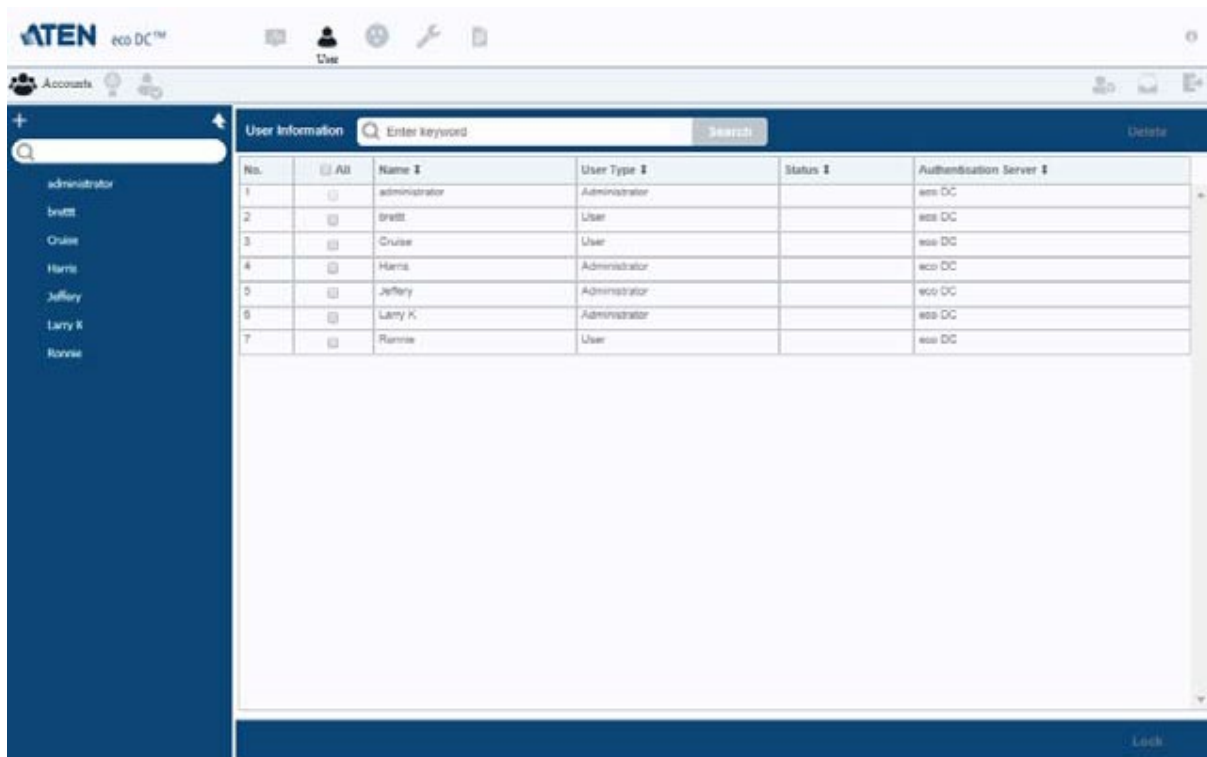 ATEN eco DC™
User
Accounts
administrator
brettt
Cruise
Harris
Jeffery
Larry K
Ronnie
User Information Enter keyword Search Delete
No. All Name User Type Status Authentication Server
1 administrator Administrator eco DC
2 brettt User eco DC
3 Cruise User eco DC
4 Harris Administrator eco DC
5 Jeffery Administrator eco DC
6 Larry K Administrator eco DC
7 Ronnie User eco DC
Lock